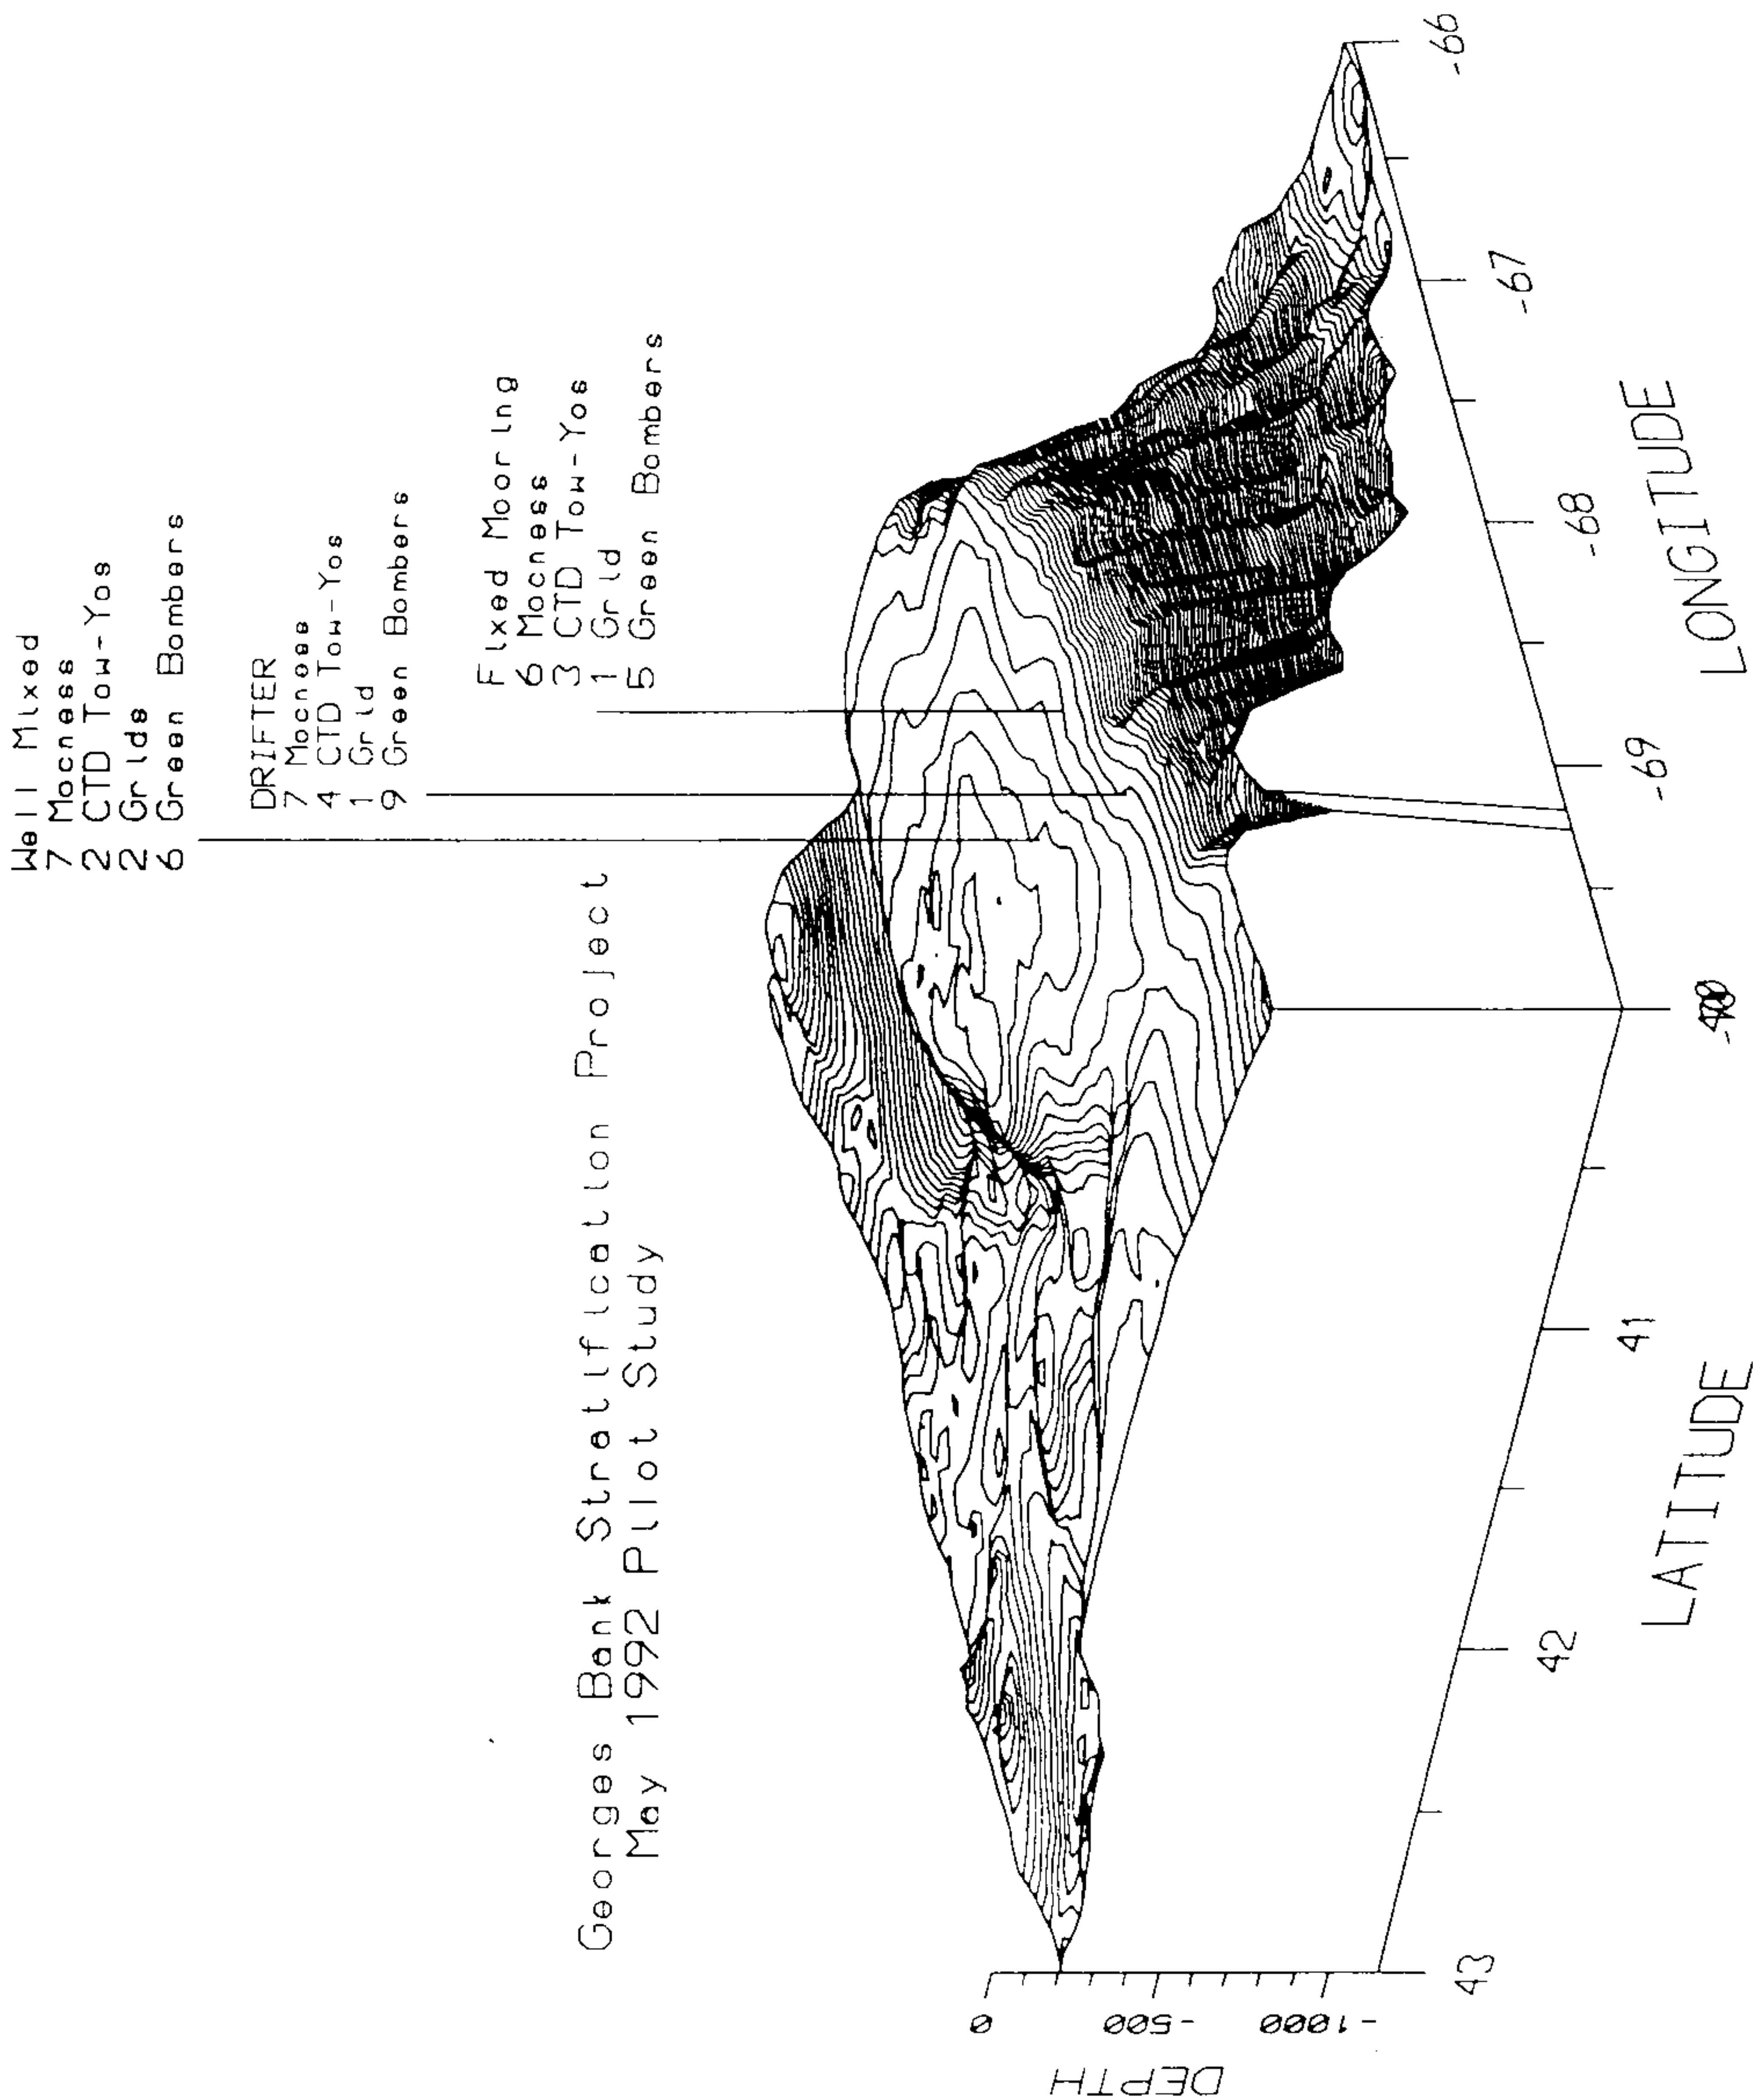 Well Mixed
7 Mocness
2 CTD Tow-Yos
2 Grids
6 Green Bombers
DRIFTER
7 Mocness
4 CTD Tow-Yos
1 Grid
9 Green Bombers
Fixed Mooring
6 Mocness
3 CTD Tow-Yos
1 Grid
5 Green Bombers
Georges Bank Stratification Project
May 1992 Pilot Study
DEPTH
0
-500
-1000
43
42
41
LATITUDE
-69
-68
-67
-66
LONGITUDE